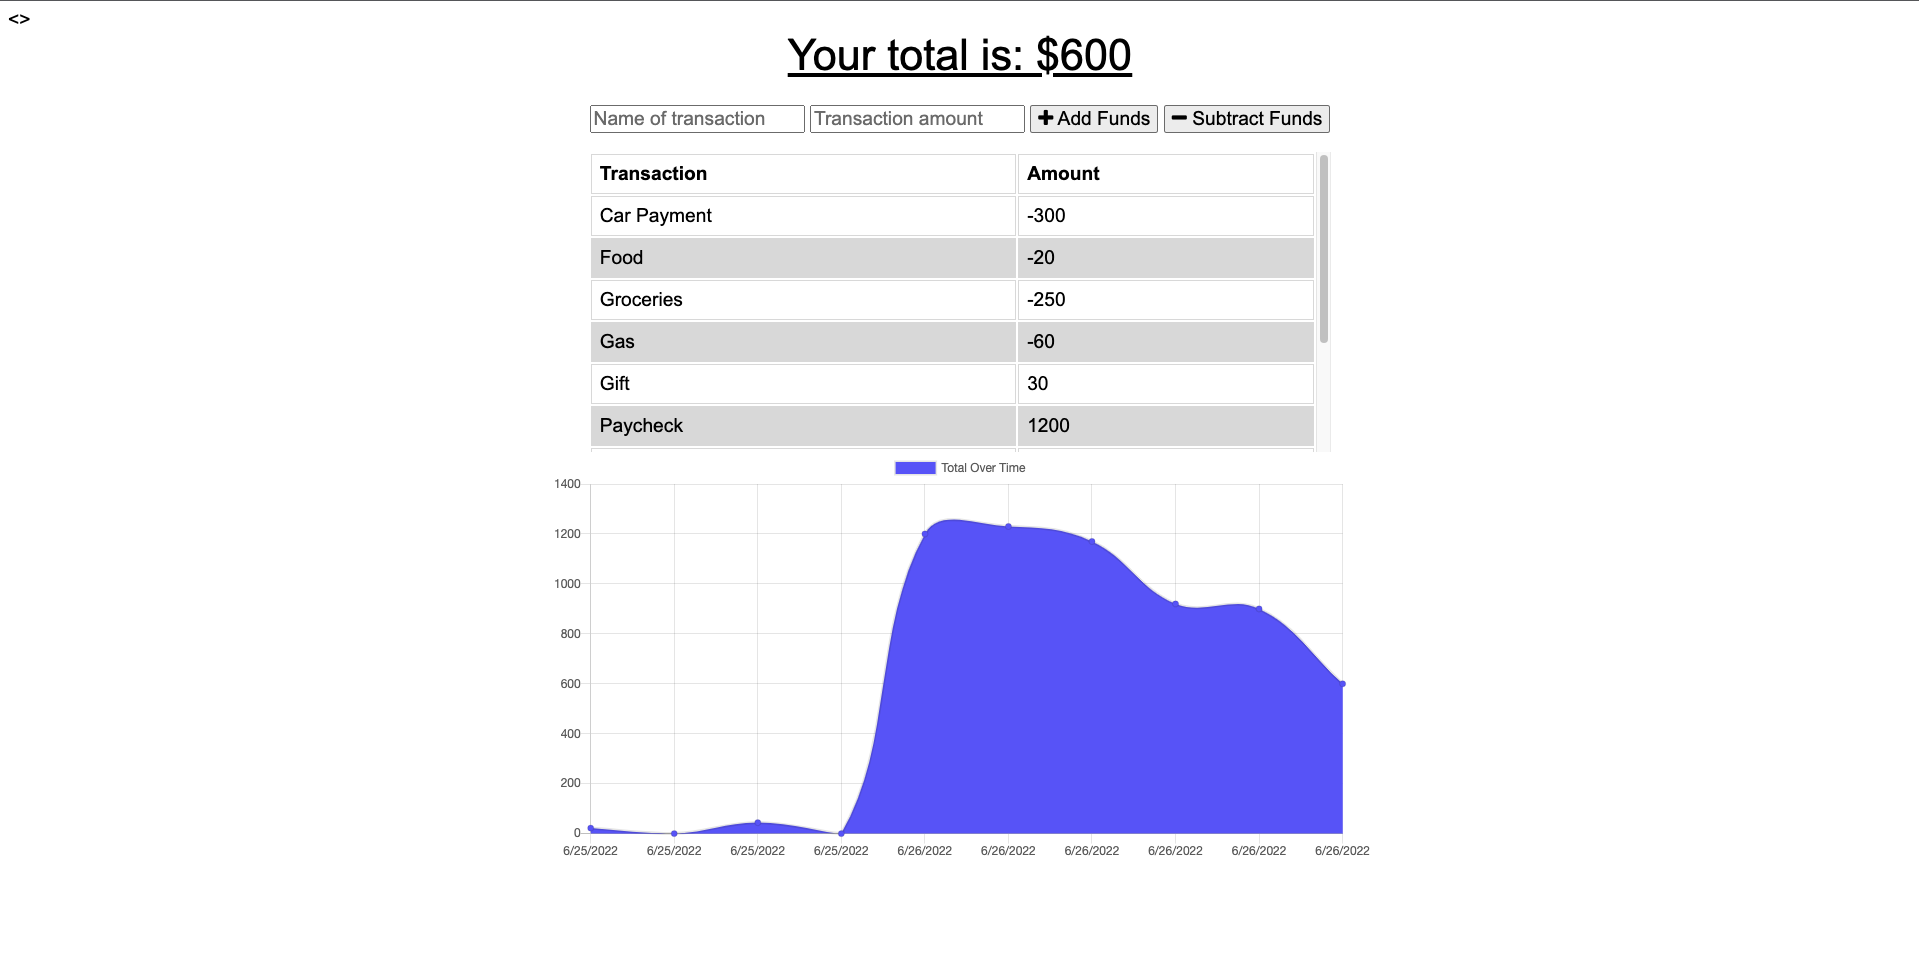 <>
Your total is: $600
Name of transaction Transaction amount Add Funds Subtract Funds
Transaction Amount
Car Payment -300
Food -20
Groceries -250
Gas -60
Gift 30
Paycheck 1200
Total Over Time
1400
1200
1000
800
600
400
200
0
6/25/2022 6/25/2022 6/25/2022 6/25/2022 6/26/2022 6/26/2022 6/26/2022 6/26/2022 6/26/2022 6/26/2022